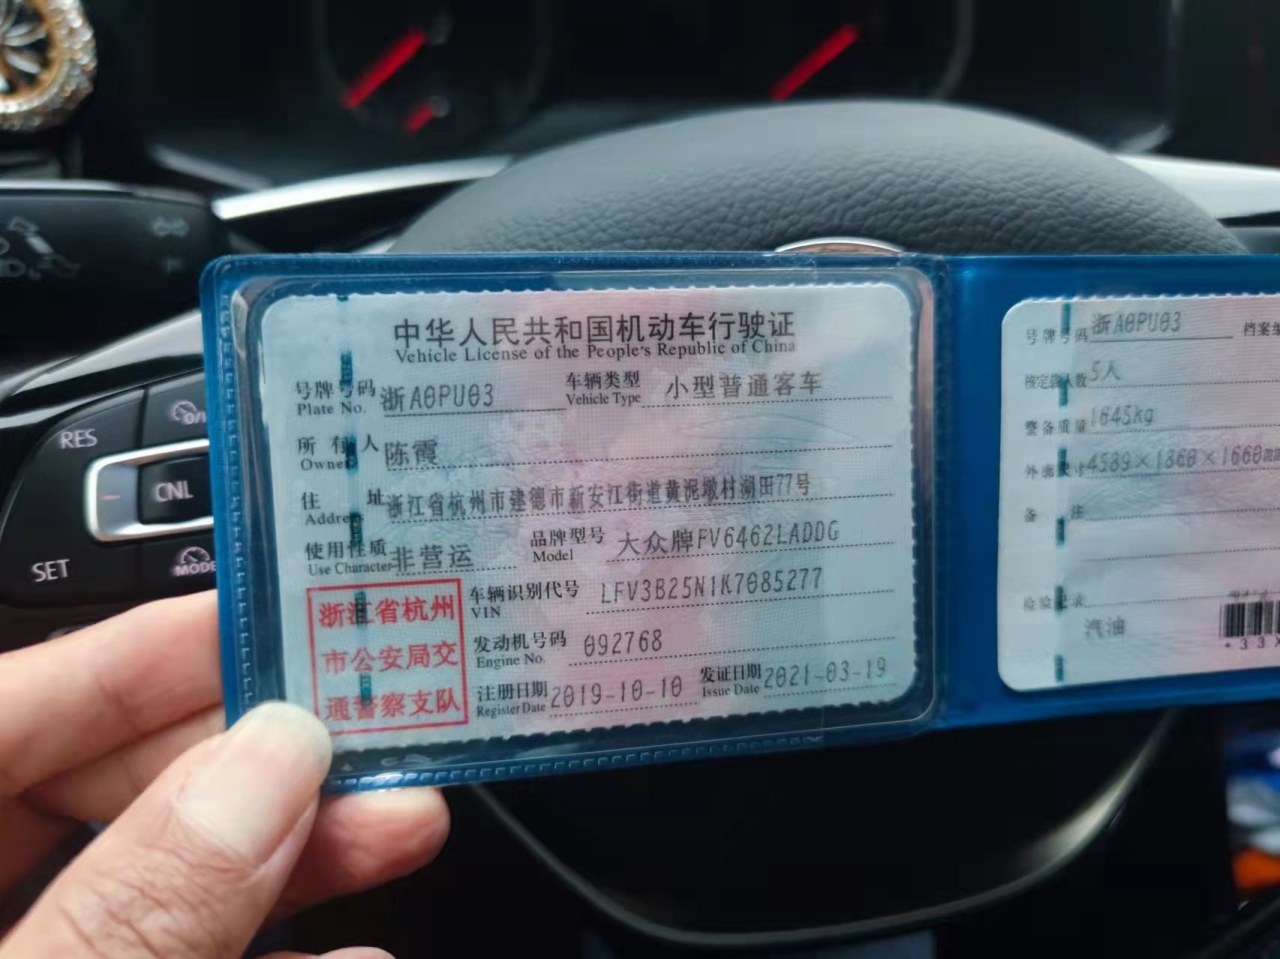 中华人民共和国机动车行驶证
Vehicle License of the People's Republic of China
号牌号码 浙A0PU03 车辆类型 小型普通客车
Plate No. Vehicle Type
所有人 陈霞
Owner
住址 浙江省杭州市建德市新安江街道黄泥墩村湖田77号
Address
使用性质 非营运 品牌型号 大众牌FV6462LADDG
Use Character Model
浙江省杭州
市公安局交
通警察支队
车辆识别代号 LFV3B25N1K7085277
VIN
发动机号码 092768
Engine No.
注册日期 2019-10-10 发证日期 2021-03-19
Register Date Issue Date
号牌号码 浙A0PU03 档案编
核定载人数 5人
整备质量 1645kg
外廓尺寸 4589×1860×1660mm
备注
检验记录
汽油
*33
RES
CNL
SET
MODE